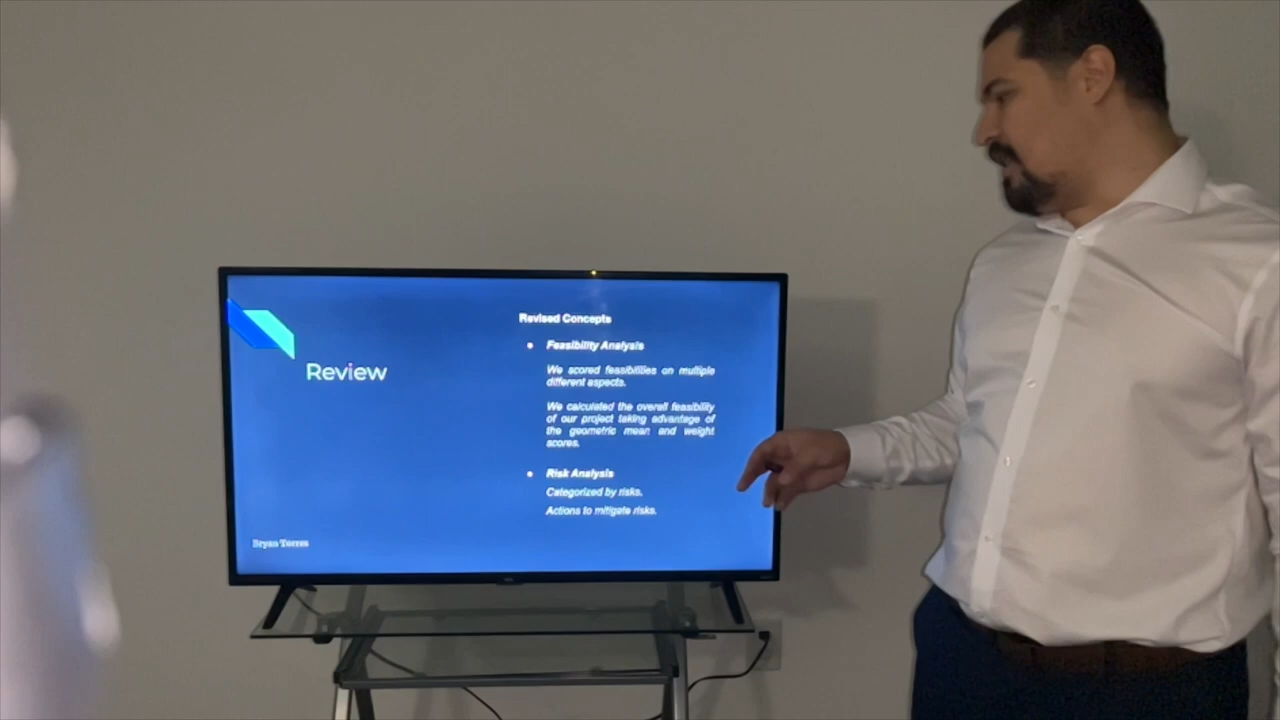 Review
Revised Concepts
Feasibility Analysis
We scored feasibilities on multiple
different aspects.
We calculated the overall feasibility
of our project taking advantage of
the geometric mean and weight
scores.
Risk Analysis
Categorized by risks.
Actions to mitigate risks.
Bryan Torres